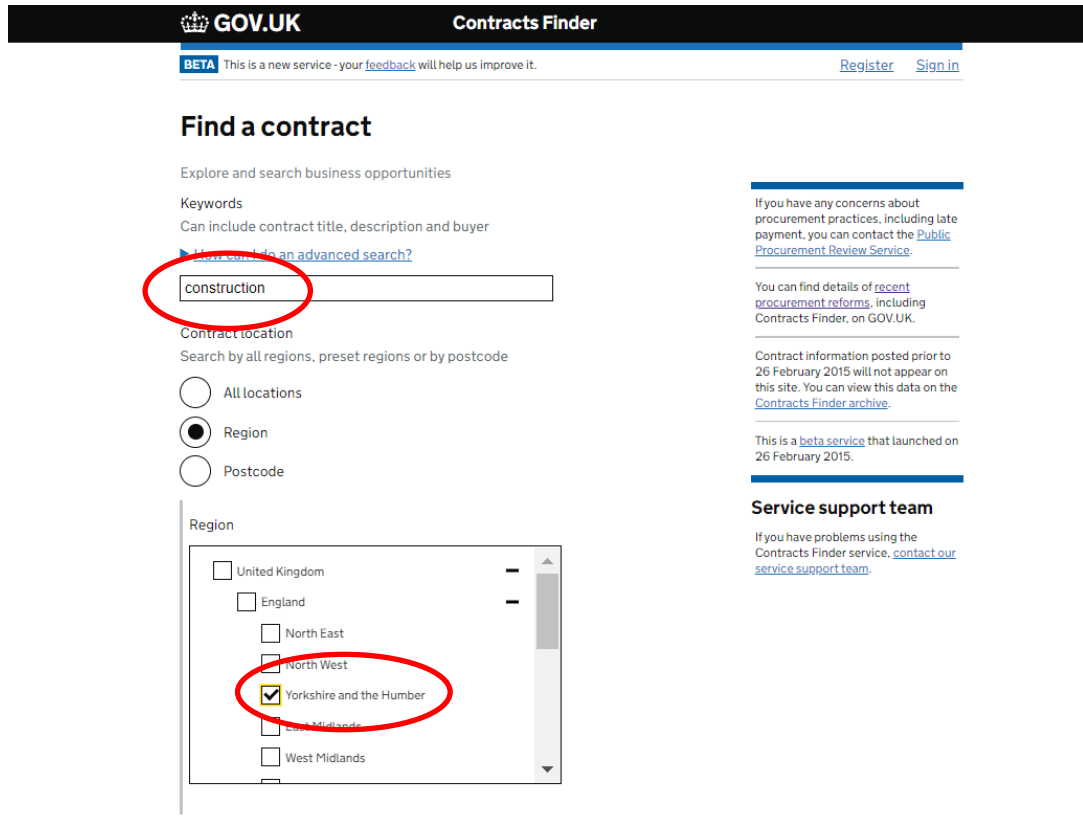 GOV.UK Contracts Finder
BETA This is a new service - your feedback will help us improve it.
Register Sign in
Find a contract
Explore and search business opportunities
Keywords
Can include contract title, description and buyer
How can I do an advanced search?
construction
Contract location
Search by all regions, preset regions or by postcode
All locations
Region
Postcode
Region
United Kingdom
England
North East
North West
Yorkshire and the Humber
East Midlands
West Midlands
If you have any concerns about
procurement practices, including late
payment, you can contact the Public
Procurement Review Service.
You can find details of recent
procurement reforms, including
Contracts Finder, on GOV.UK.
Contract information posted prior to
26 February 2015 will not appear on
this site. You can view this data on the
Contracts Finder archive.
This is a beta service that launched on
26 February 2015.
Service support team
If you have problems using the
Contracts Finder service, contact our
service support team.